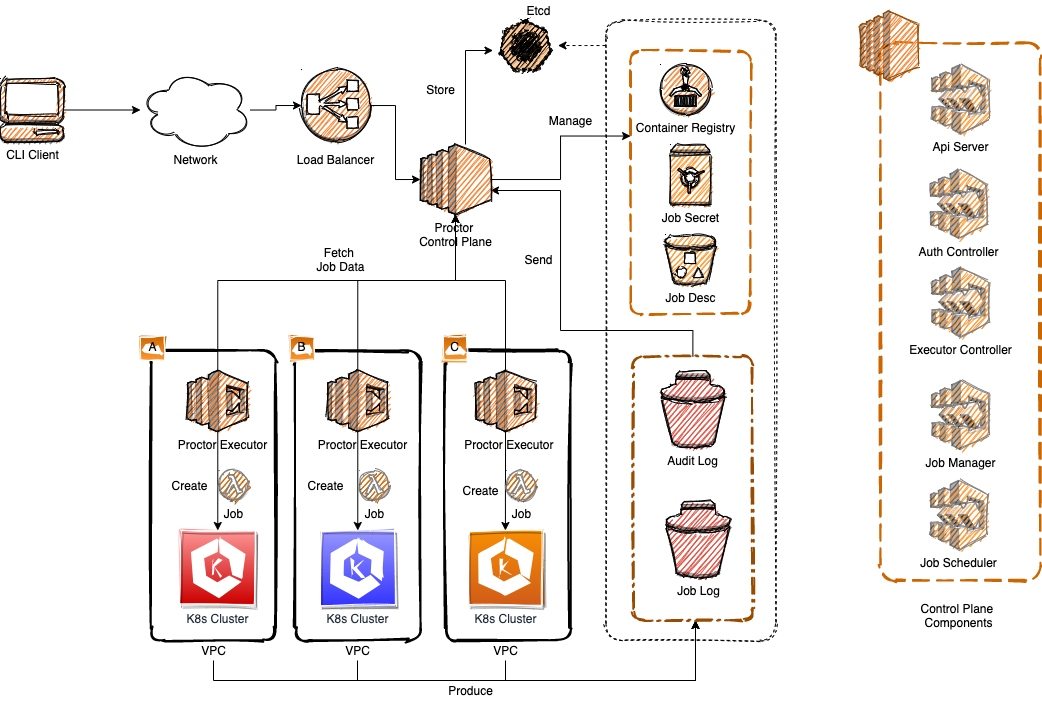 Etcd
Store
CLI Client
Network
Load Balancer
Manage
Container Registry
Job Secret
Job Desc
Proctor
Control Plane
Fetch
Job Data
Send
A
B
C
Proctor Executor
Proctor Executor
Proctor Executor
Create
Job
Create
Job
Create
Job
K
K
K
K8s Cluster
K8s Cluster
K8s Cluster
VPC
VPC
VPC
Produce
Audit Log
Job Log
Api Server
Auth Controller
Executor Controller
Job Manager
Job Scheduler
Control Plane
Components